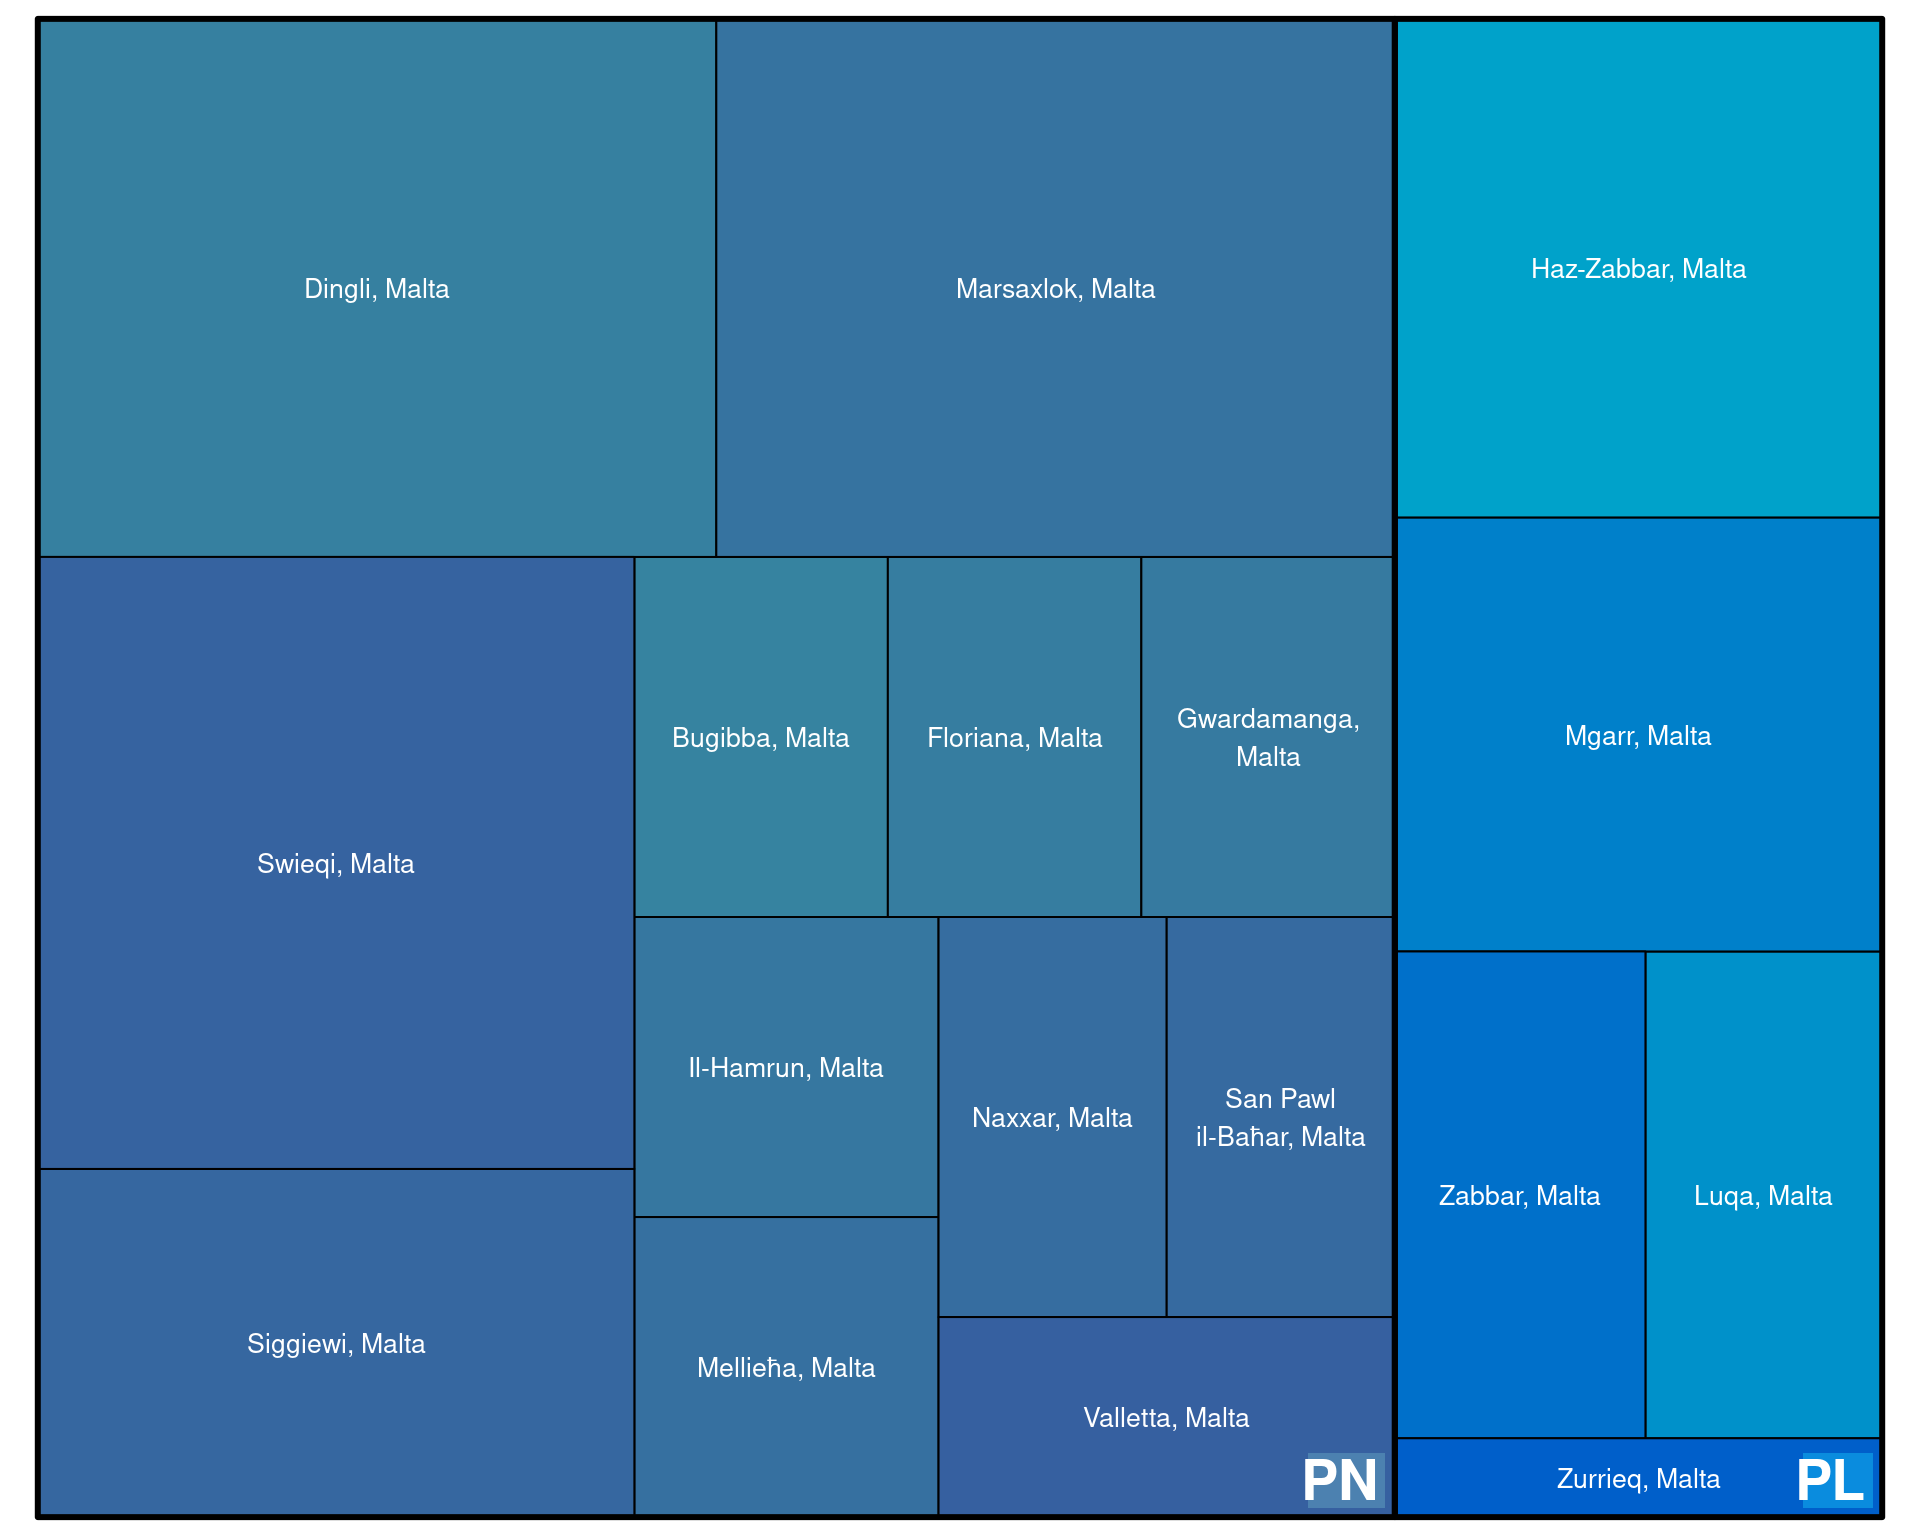 Dingli, Malta
Marsaxlok, Malta
Haz-Zabbar, Malta
Swieqi, Malta
Bugibba, Malta
Floriana, Malta
Gwardamanga,
Malta
Mgarr, Malta
Siggiewi, Malta
Il-Hamrun, Malta
Naxxar, Malta
San Pawl
il-Baħar, Malta
Mellieħa, Malta
Valletta, Malta
PN
Zabbar, Malta
Luqa, Malta
Zurrieq, Malta
PL